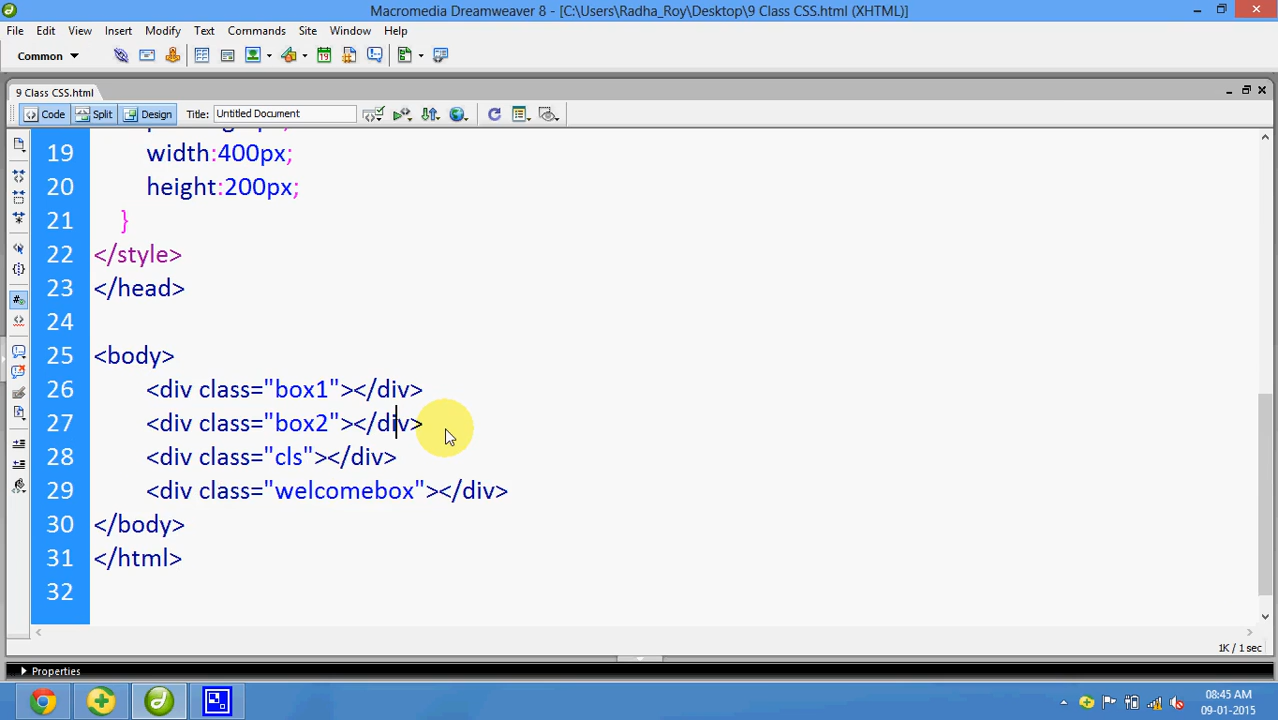 Macromedia Dreamweaver 8 - [C:\Users\Radha_Roy\Desktop\9 Class CSS.html (XHTML)]
File Edit View Insert Modify Text Commands Site Window Help
Common
9 Class CSS.html
Code Split Design Title: Untitled Document
19 width:400px;
20 height:200px;
21 }
22 </style>
23 </head>
24
25 <body>
26 <div class="box1"></div>
27 <div class="box2"></div>
28 <div class="cls"></div>
29 <div class="welcomebox"></div>
30 </body>
31 </html>
32
1K / 1 sec
Properties
08:45 AM
09-01-2015